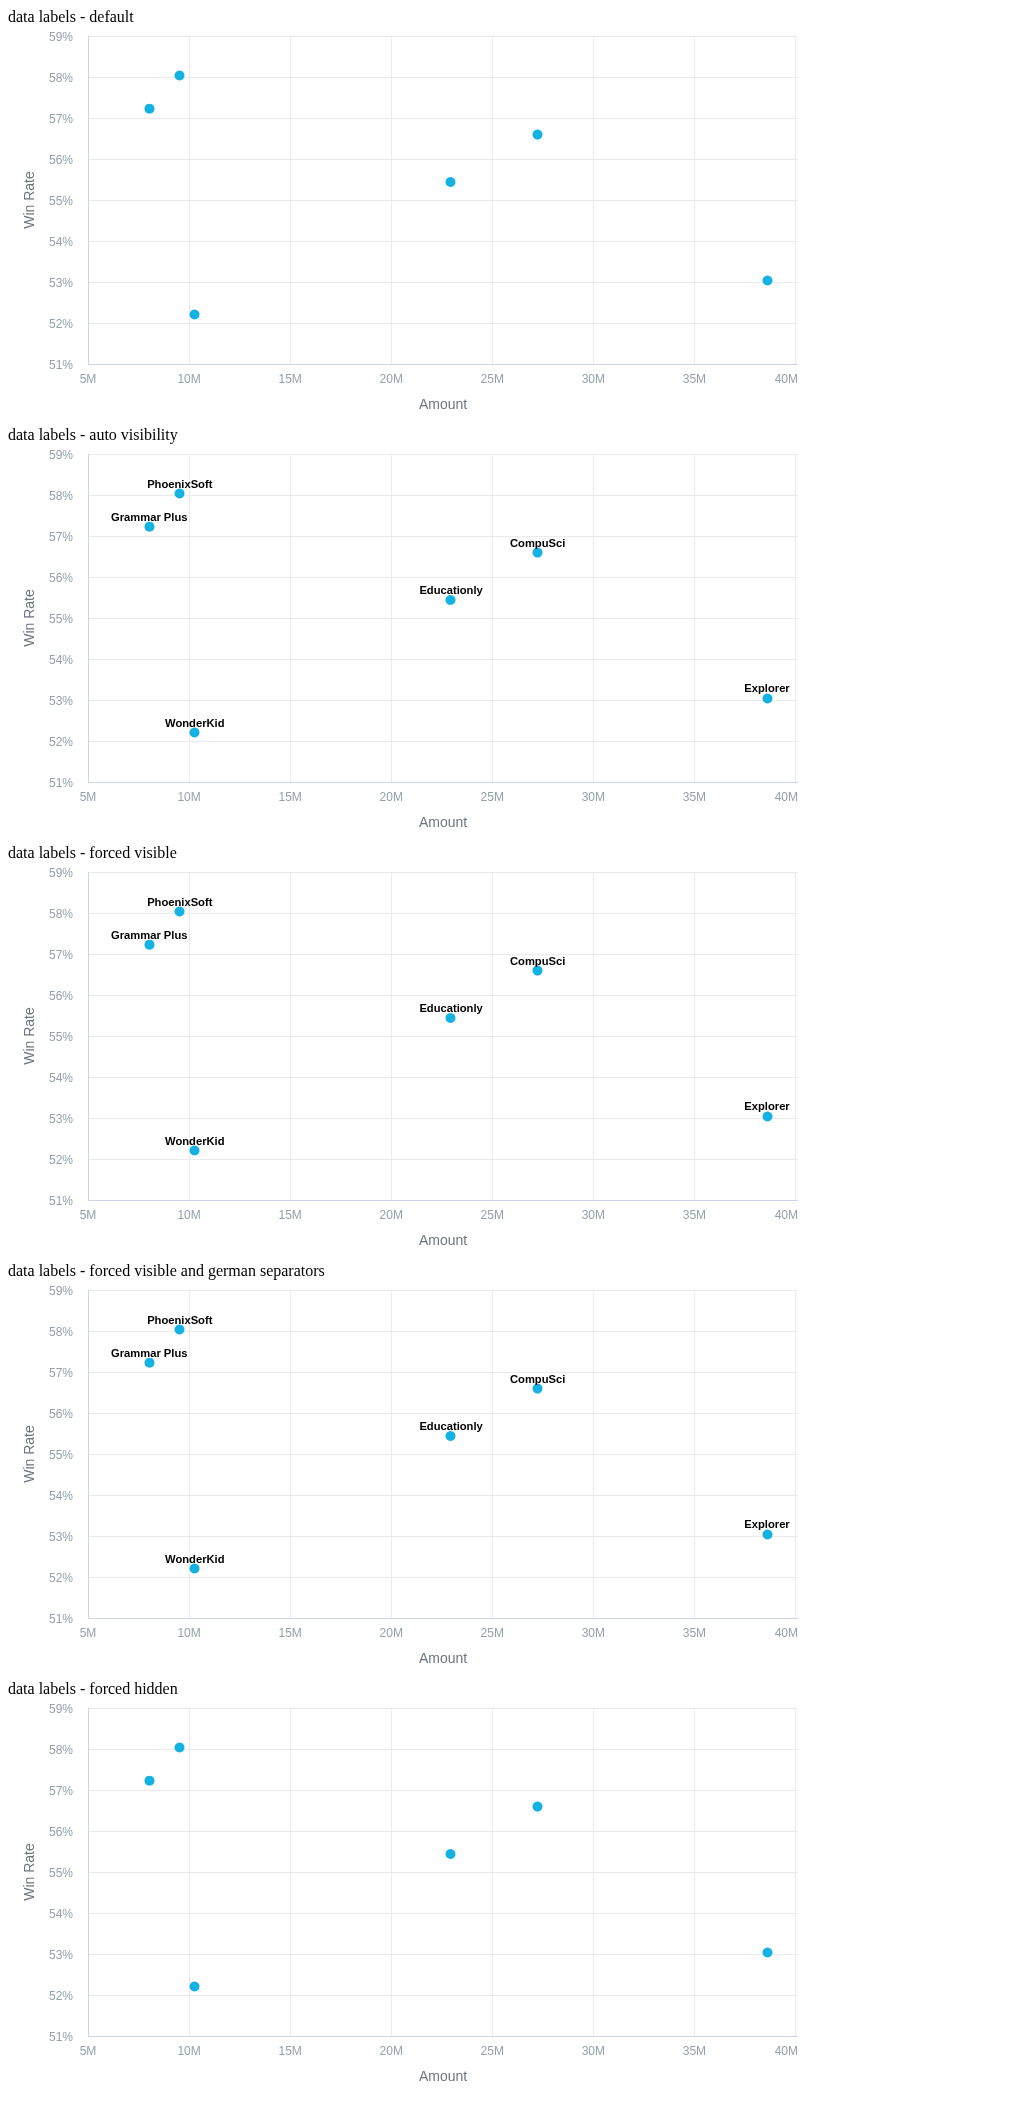 data labels - default
59%
58%
57%
56%
55%
54%
53%
52%
51%
Win Rate
5M 10M 15M 20M 25M 30M 35M 40M
Amount
data labels - auto visibility
59%
PhoenixSoft
58%
Grammar Plus
57%
CompuSci
56%
Educationly
55%
54%
Explorer
53%
WonderKid
52%
51%
Win Rate
5M 10M 15M 20M 25M 30M 35M 40M
Amount
data labels - forced visible
59%
PhoenixSoft
58%
Grammar Plus
57%
CompuSci
56%
Educationly
55%
54%
Explorer
53%
WonderKid
52%
51%
Win Rate
5M 10M 15M 20M 25M 30M 35M 40M
Amount
data labels - forced visible and german separators
59%
PhoenixSoft
58%
Grammar Plus
57%
CompuSci
56%
Educationly
55%
54%
Explorer
53%
WonderKid
52%
51%
Win Rate
5M 10M 15M 20M 25M 30M 35M 40M
Amount
data labels - forced hidden
59%
58%
57%
56%
55%
54%
53%
52%
51%
Win Rate
5M 10M 15M 20M 25M 30M 35M 40M
Amount